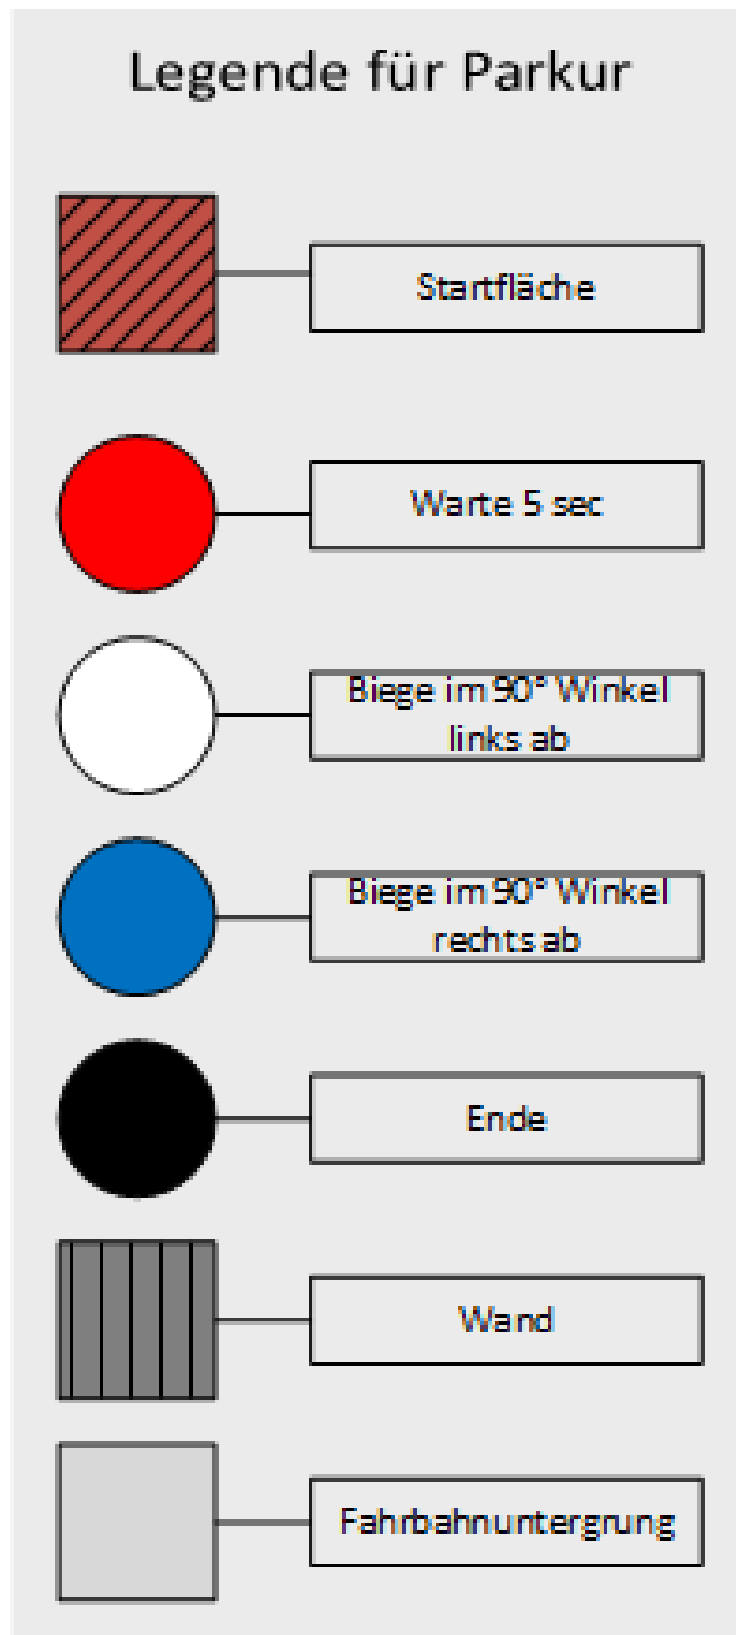 Legende für Parkur
Startfläche
Warte 5 sec
Biege im 90° Winkel
links ab
Biege im 90° Winkel
rechts ab
Ende
Wand
Fahrbahnuntergrung